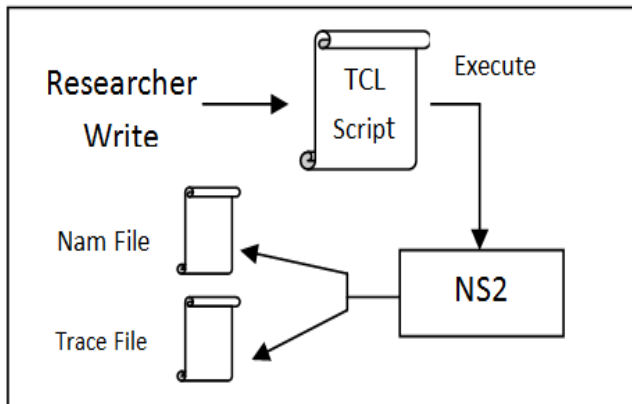 Researcher
Write
TCL
Script
Execute
Nam File
Trace File
NS2